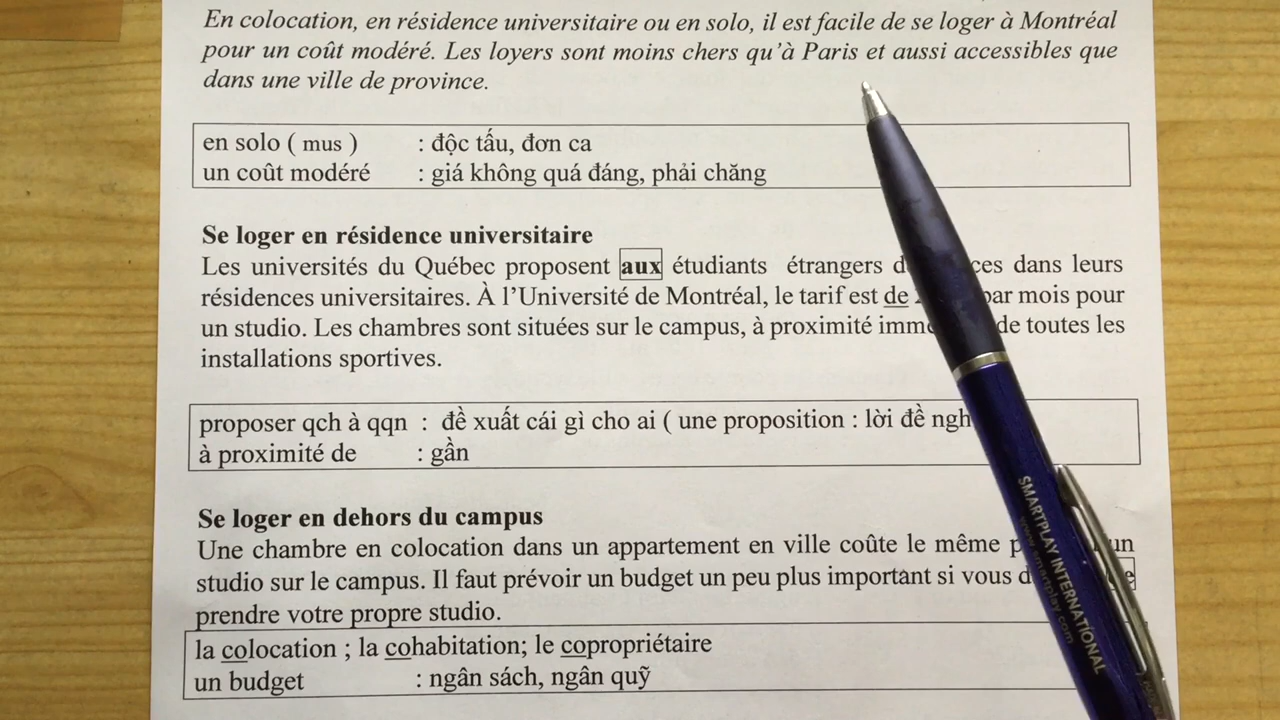 En colocation, en résidence universitaire ou en solo, il est facile de se loger à Montréal
pour un coût modéré. Les loyers sont moins chers qu'à Paris et aussi accessibles que
dans une ville de province.
en solo ( mus ) : độc tấu, đơn ca
un coût modéré : giá không quá đáng, phải chăng
Se loger en résidence universitaire
Les universités du Québec proposent aux étudiants étrangers dans leurs
résidences universitaires. À l'Université de Montréal, le tarif est de par mois pour
un studio. Les chambres sont situées sur le campus, à proximité de toutes les
installations sportives.
proposer qch à qqn : đề xuất cái gì cho ai ( une proposition : lời đề
à proximité de : gần
Se loger en dehors du campus
Une chambre en colocation dans un appartement en ville coûte le même un
studio sur le campus. Il faut prévoir un budget un peu plus important si vous
prendre votre propre studio.
la colocation ; la cohabitation; le copropriétaire
un budget : ngân sách, ngân quỹ
SMARTPLAY INTERNATIONAL
www.smartplay.com